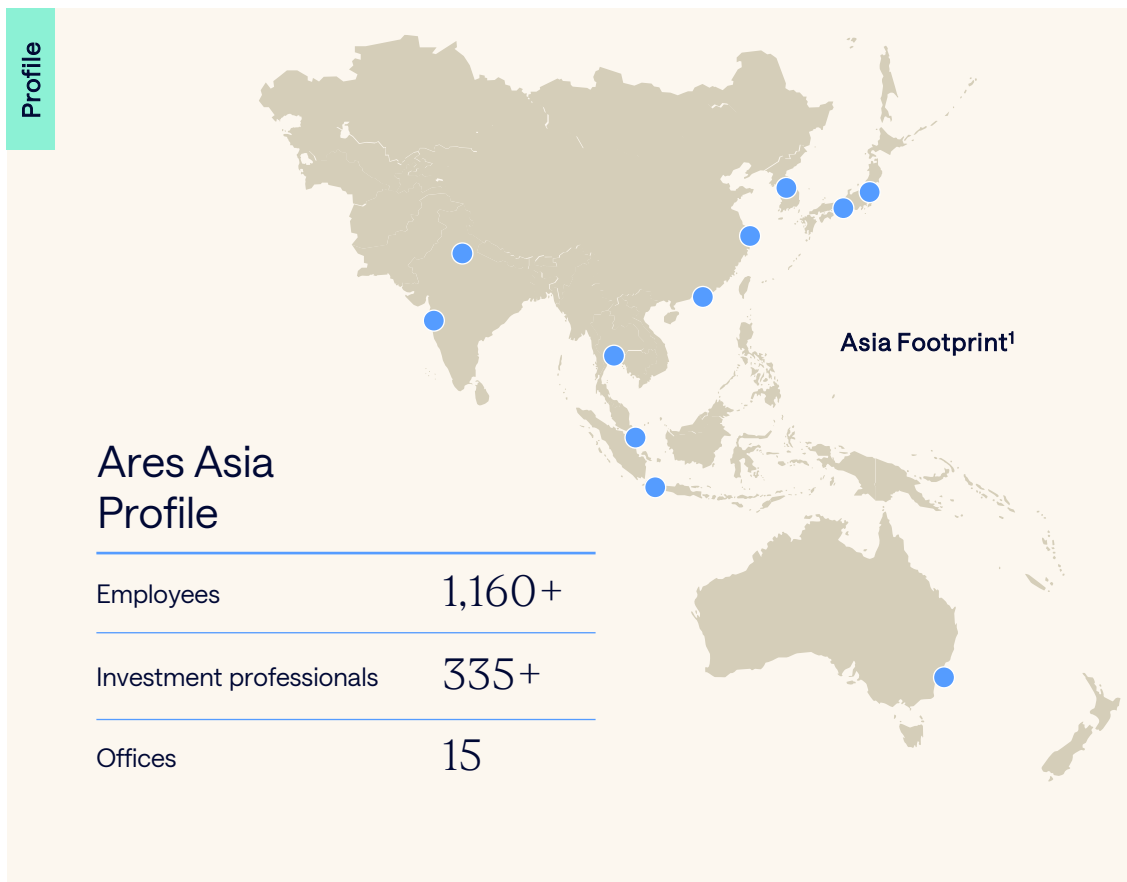 Profile
Asia Footprint¹
Ares Asia
Profile
Employees 1,160+
Investment professionals 335+
Offices 15